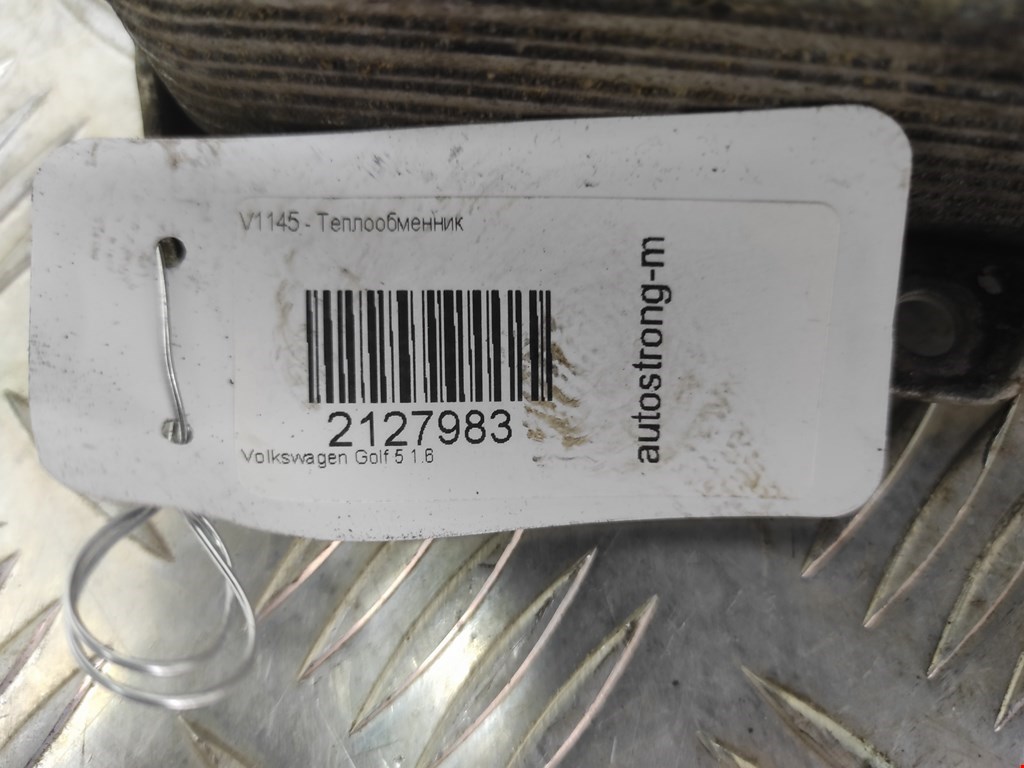 V1145 - Теплообменник
2127983
Volkswagen Golf 5 1.6
autostrong-m